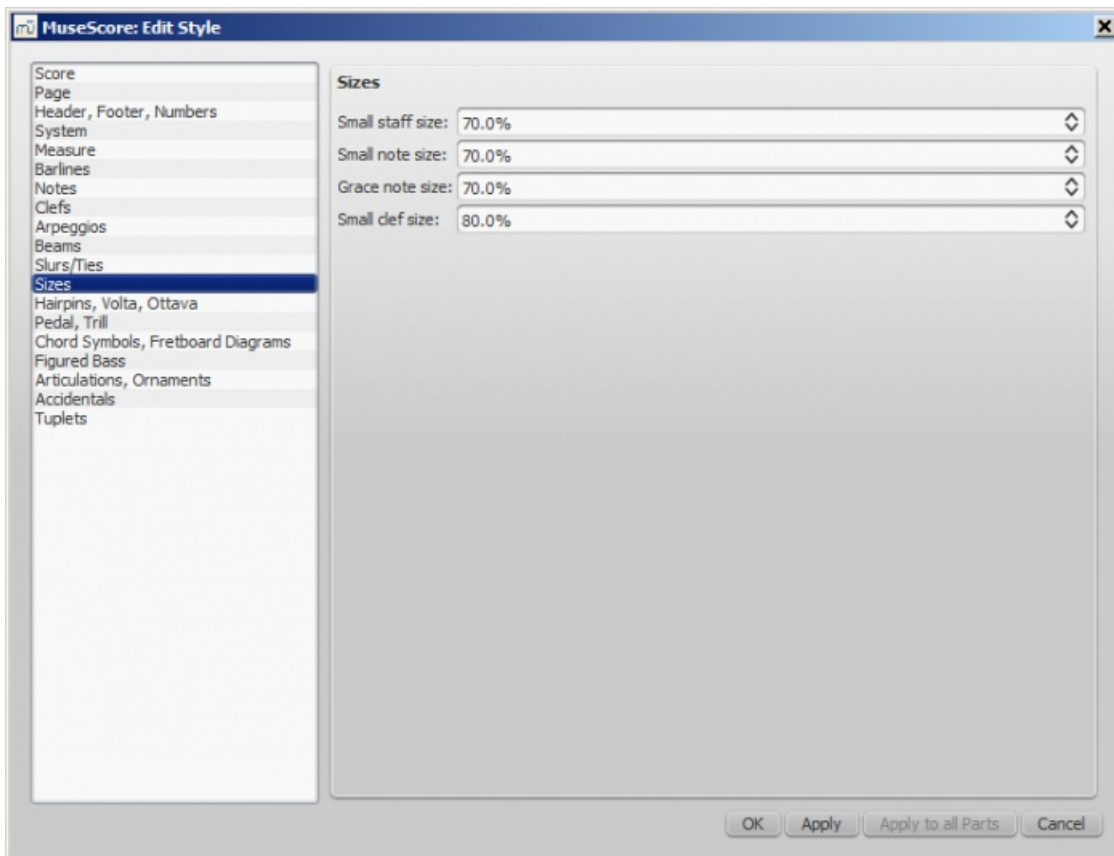 MuseScore: Edit Style
Score
Page
Header, Footer, Numbers
System
Measure
Barlines
Notes
Clefs
Arpeggios
Beams
Slurs/Ties
Sizes
Hairpins, Volta, Ottava
Pedal, Trill
Chord Symbols, Fretboard Diagrams
Figured Bass
Articulations, Ornaments
Accidentals
Tuplets
Sizes
Small staff size: 70.0%
Small note size: 70.0%
Grace note size: 70.0%
Small clef size: 80.0%
OK Apply Apply to all Parts Cancel